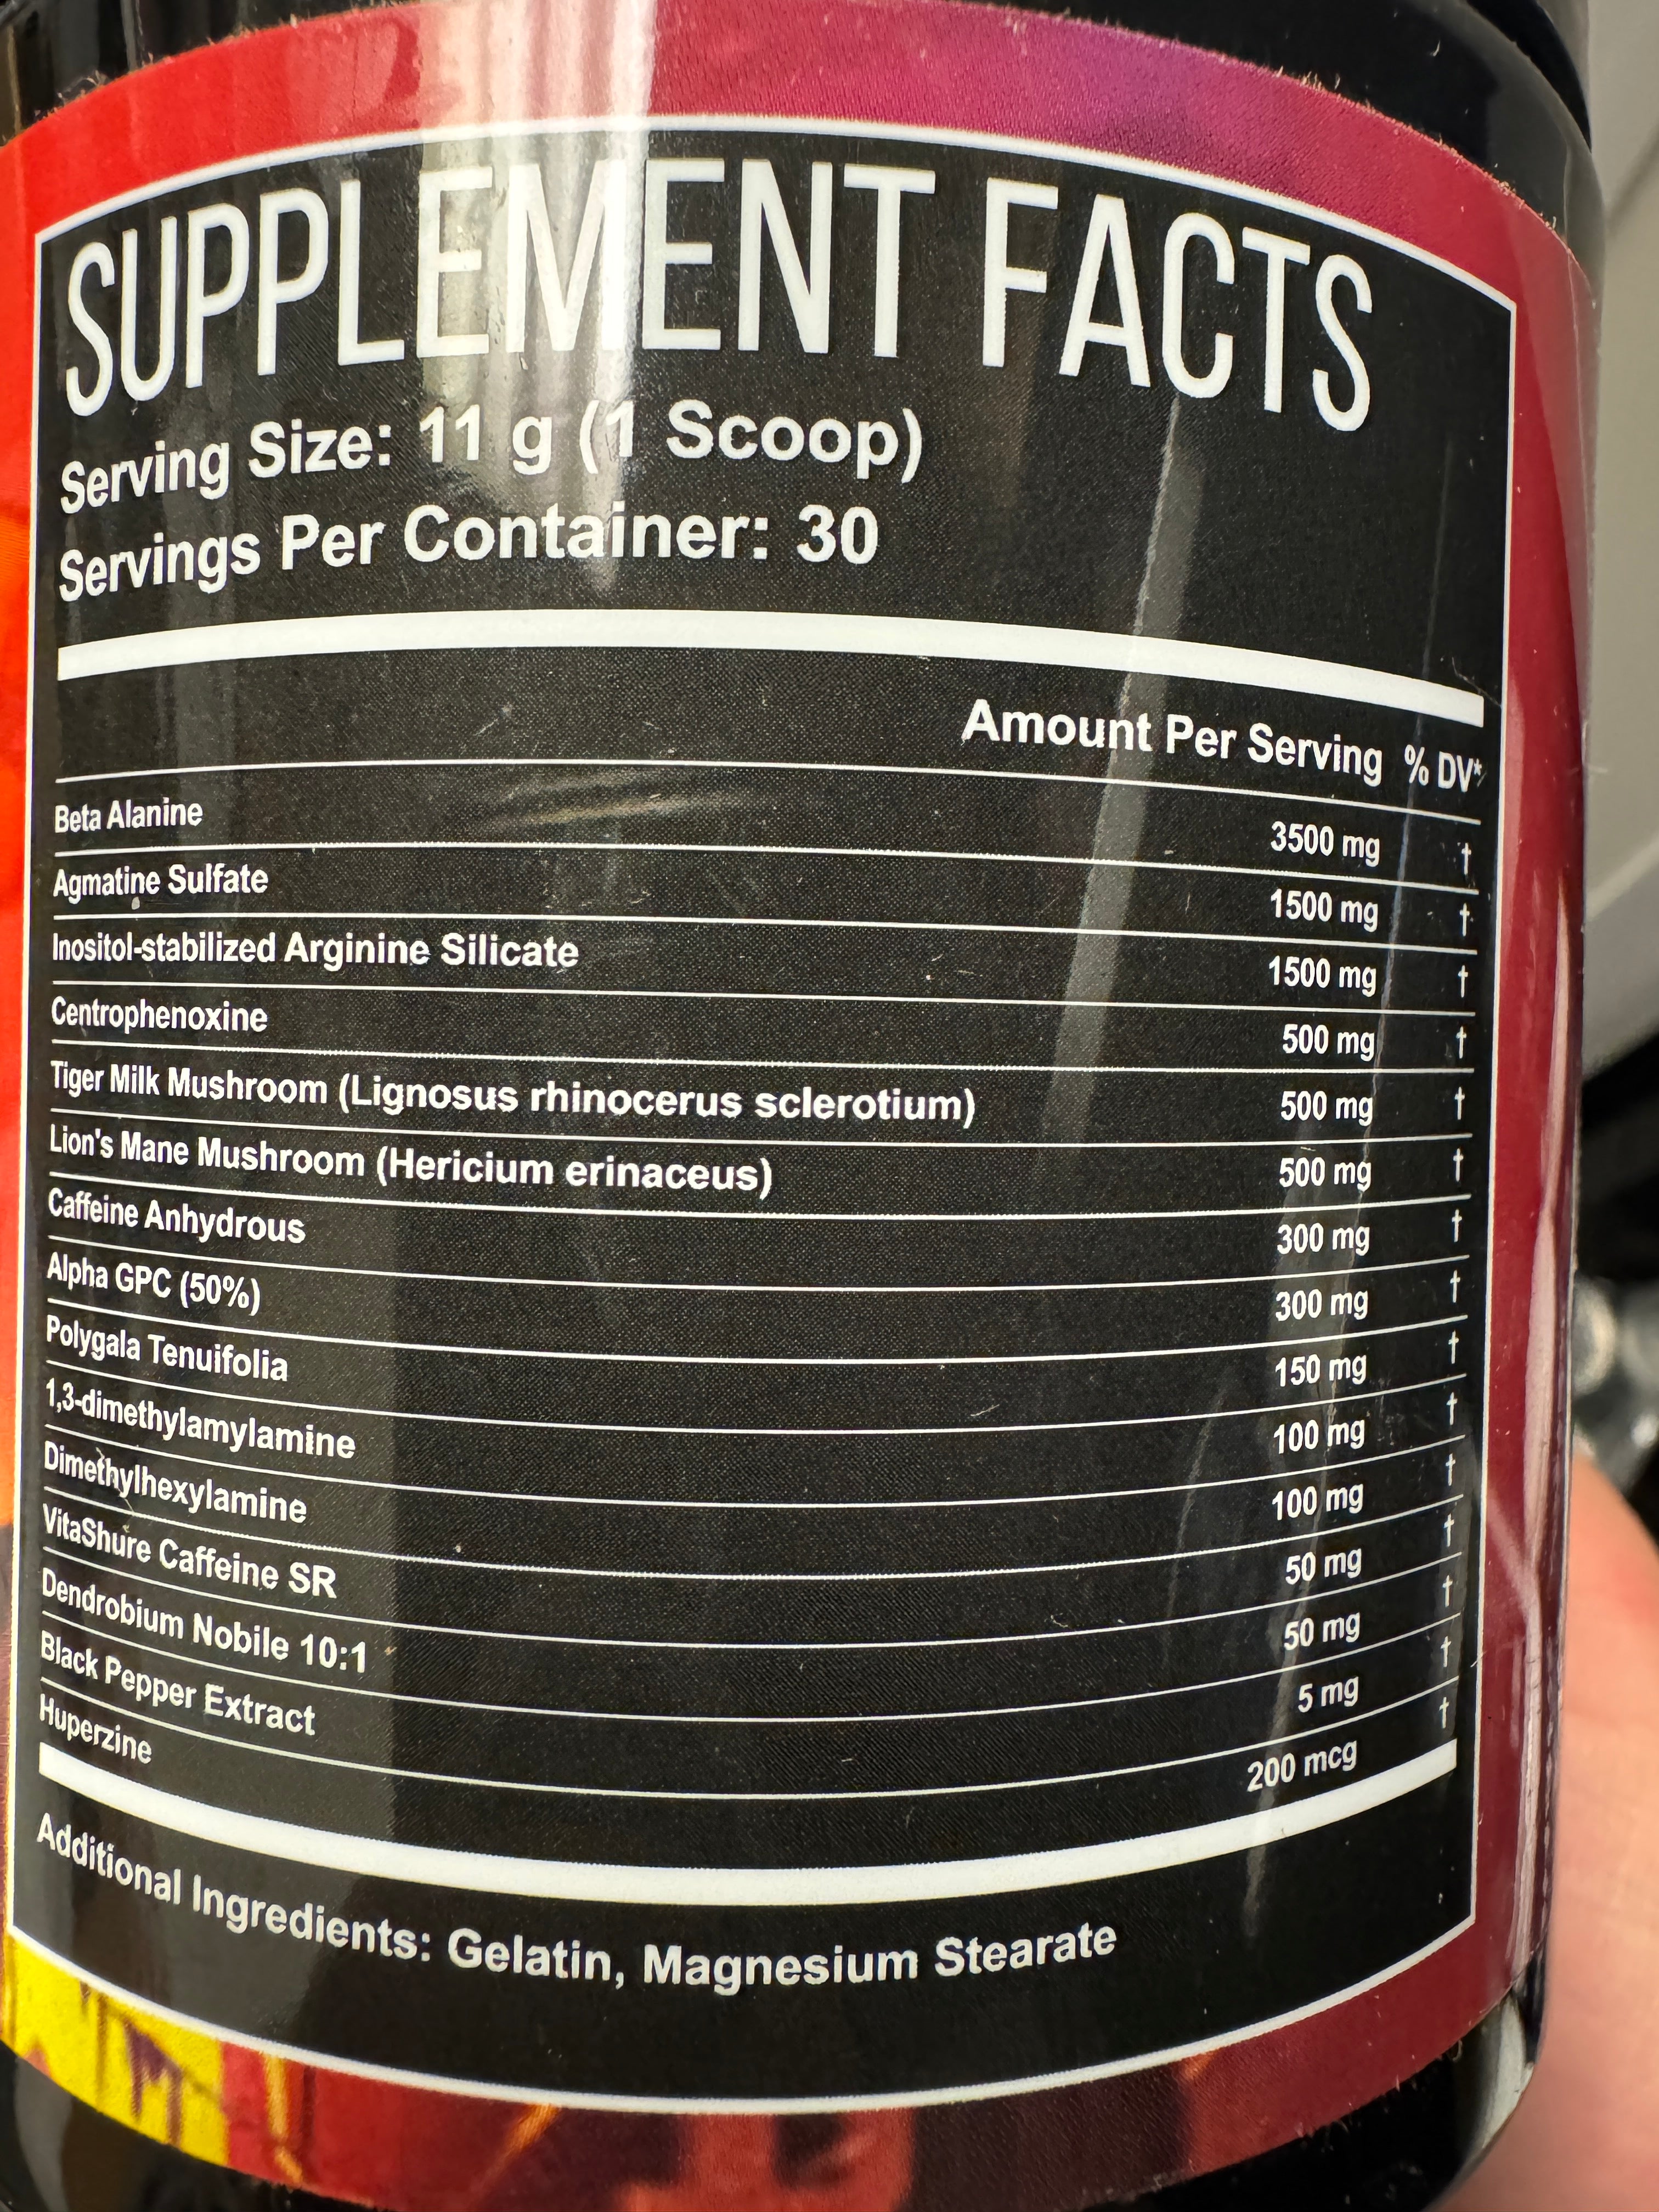 SUPPLEMENT FACTS
Serving Size: 11 g (1 Scoop)
Servings Per Container: 30
Amount Per Serving % DV*
Beta Alanine 3500 mg †
Agmatine Sulfate 1500 mg †
Inositol-stabilized Arginine Silicate 1500 mg †
Centrophenoxine 500 mg †
Tiger Milk Mushroom (Lignosus rhinocerus sclerotium) 500 mg †
Lion's Mane Mushroom (Hericium erinaceus) 500 mg †
Caffeine Anhydrous 300 mg †
Alpha GPC (50%) 300 mg †
Polygala Tenuifolia 150 mg †
1,3-dimethylamylamine 100 mg †
Dimethylhexylamine 100 mg †
VitaShure Caffeine SR 50 mg †
Dendrobium Nobile 10:1 50 mg †
Black Pepper Extract 5 mg †
Huperzine 200 mcg †
Additional Ingredients: Gelatin, Magnesium Stearate